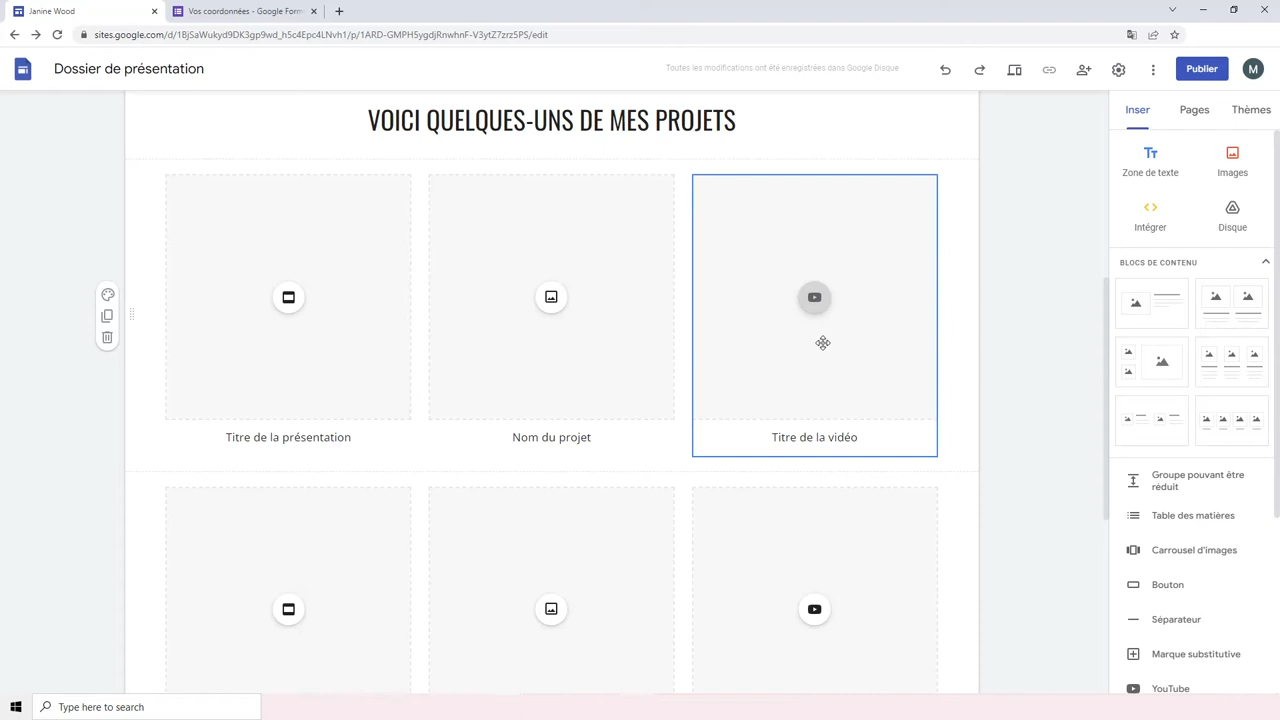 Janine Wood
Vos coordonnées - Google Form
sites.google.com/d/1BjSaWukyd9DK3gp9wd_h5c4Epc4LNvh1/p/1ARD-GMPH5ygdjRnwhnF-V3ytZ7zrz5PS/edit
Dossier de présentation
Toutes les modifications ont été enregistrées dans Google Disque
Publier
M
Inser
Pages
Thèmes
VOICI QUELQUES-UNS DE MES PROJETS
Zone de texte
Images
Intégrer
Disque
BLOCS DE CONTENU
Titre de la présentation
Nom du projet
Titre de la vidéo
Groupe pouvant être
réduit
Table des matières
Carrousel d'images
Bouton
Séparateur
Marque substitutive
YouTube
Type here to search